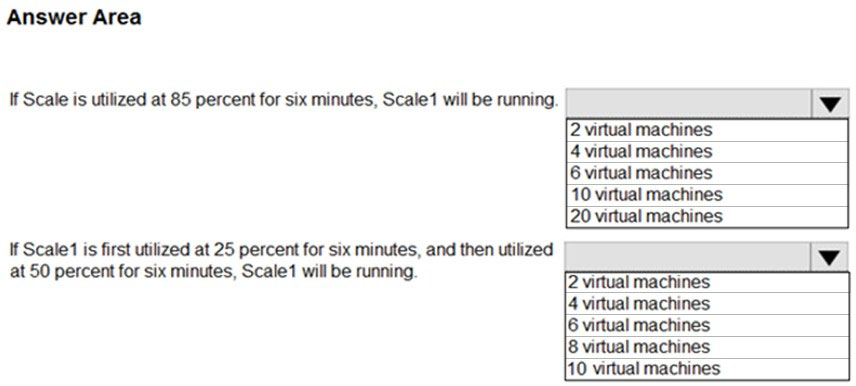 Answer Area
If Scale is utilized at 85 percent for six minutes, Scale1 will be running.
2 virtual machines
4 virtual machines
6 virtual machines
10 virtual machines
20 virtual machines
If Scale1 is first utilized at 25 percent for six minutes, and then utilized
at 50 percent for six minutes, Scale1 will be running.
2 virtual machines
4 virtual machines
6 virtual machines
8 virtual machines
10 virtual machines